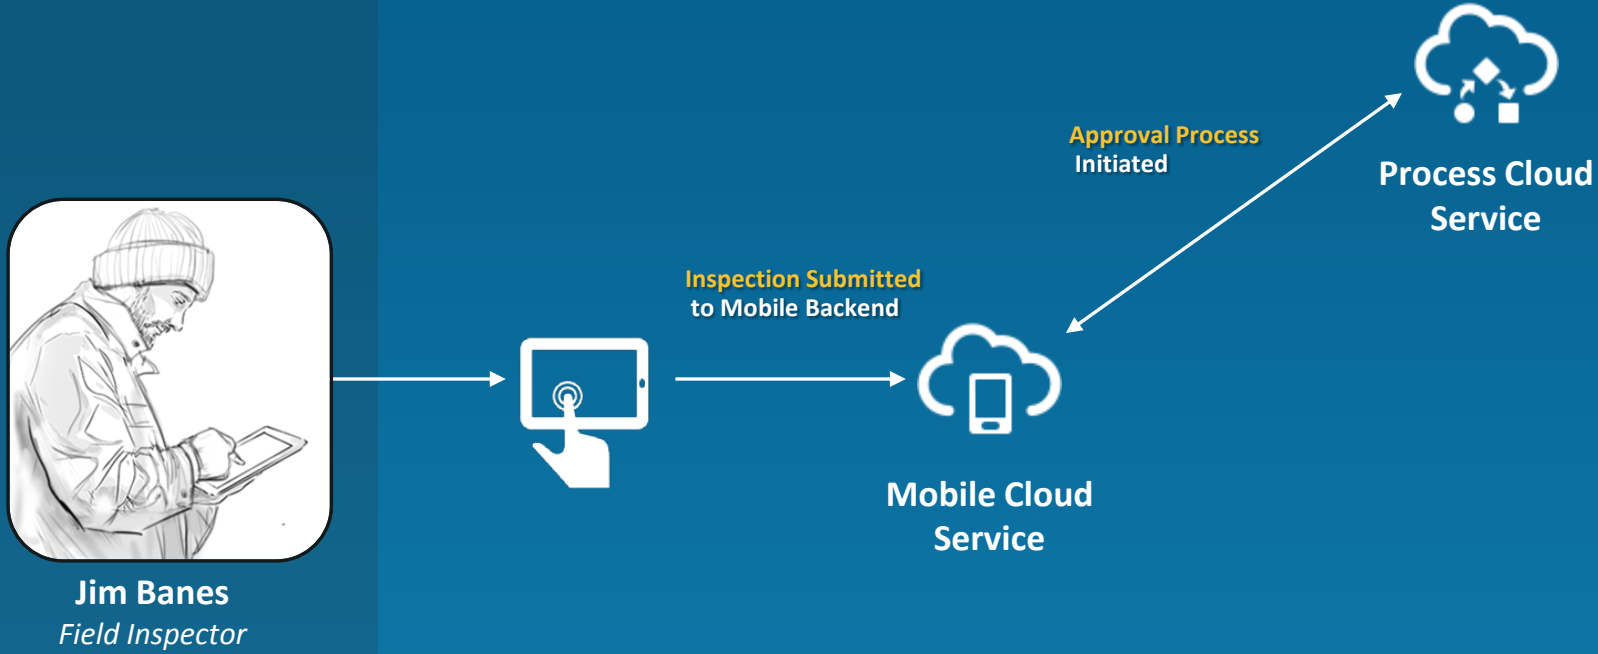 Approval Process
Initiated
Process Cloud
Service
Inspection Submitted
to Mobile Backend
Mobile Cloud
Service
Jim Banes
Field Inspector